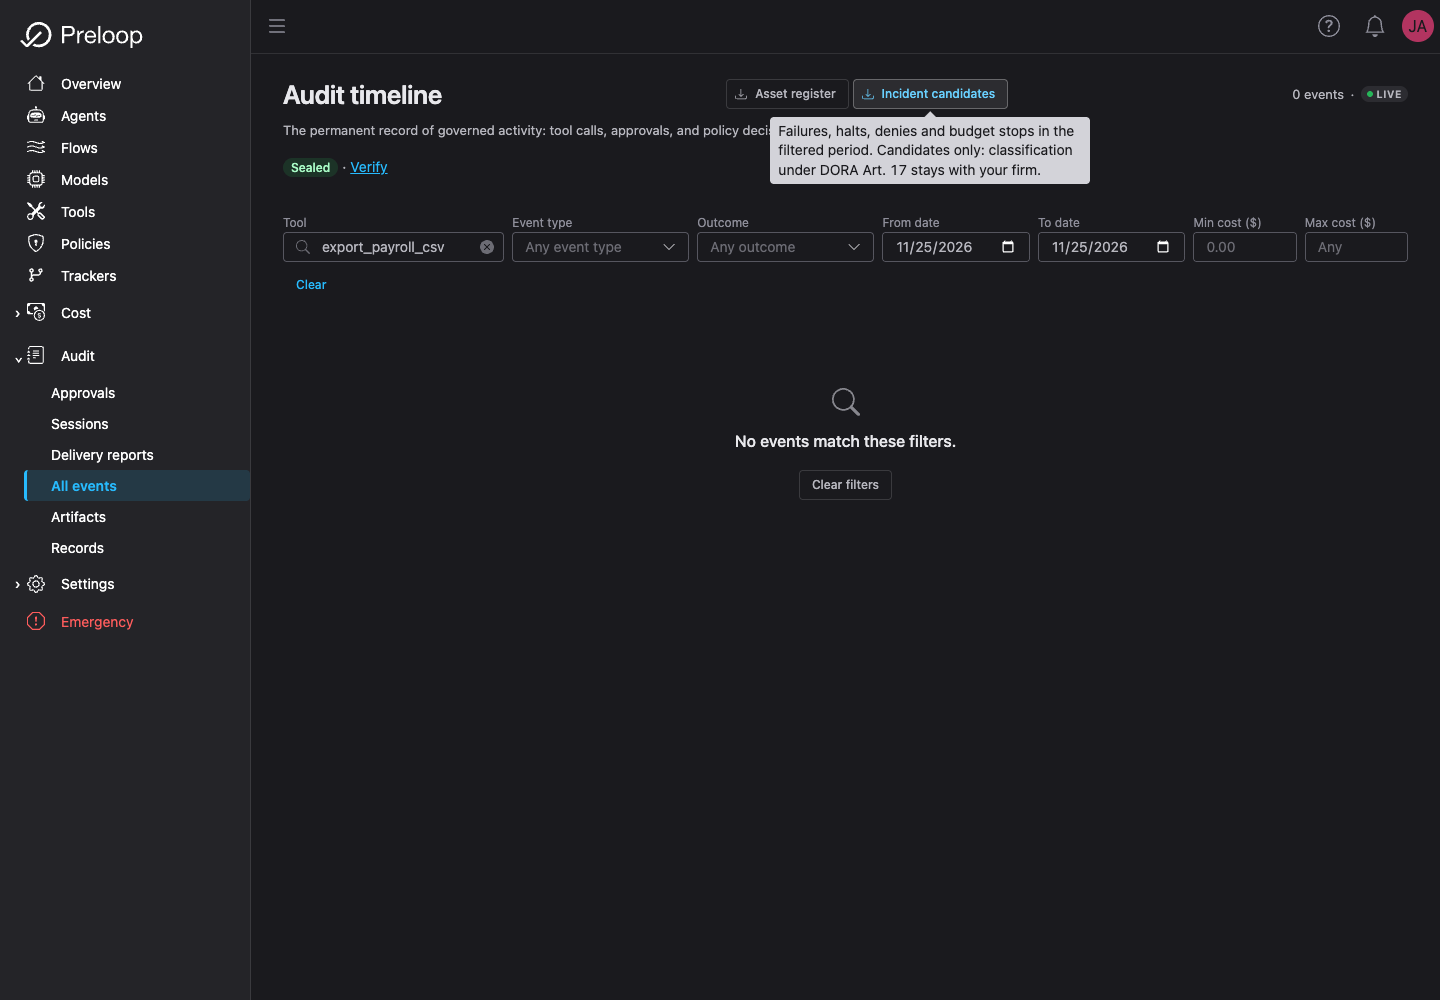 Preloop
JA
Overview
Agents
Flows
Models
Tools
Policies
Trackers
Cost
Audit
Approvals
Sessions
Delivery reports
All events
Artifacts
Records
Settings
Emergency
Audit timeline
Asset register
Incident candidates
0 events · LIVE
The permanent record of governed activity: tool calls, approvals, and policy
Failures, halts, denies and budget stops in the
filtered period. Candidates only: classification
under DORA Art. 17 stays with your firm.
Sealed · Verify
Tool
Event type
Outcome
From date
To date
Min cost ($)
Max cost ($)
export_payroll_csv
Any event type
Any outcome
11/25/2026
11/25/2026
0.00
Any
Clear
No events match these filters.
Clear filters